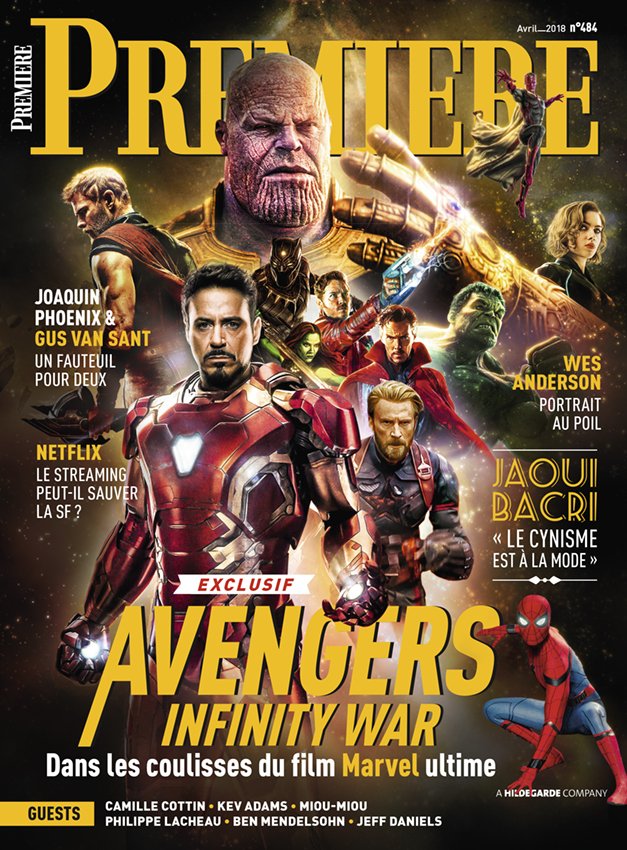 Avril_2018 n°484
PREMIERE
PREMIERE
JOAQUIN
PHOENIX &
GUS VAN SANT
UN FAUTEUIL
POUR DEUX
NETFLIX
LE STREAMING
PEUT-IL SAUVER
LA SF ?
WES
ANDERSON
PORTRAIT
AU POIL
JAOUI
BACRI
« LE CYNISME
EST À LA MODE »
EXCLUSIF
AVENGERS
INFINITY WAR
Dans les coulisses du film Marvel ultime
A HILDEGARDE COMPANY
GUESTS
CAMILLE COTTIN • KEV ADAMS • MIOU-MIOU
PHILIPPE LACHEAU • BEN MENDELSOHN • JEFF DANIELS